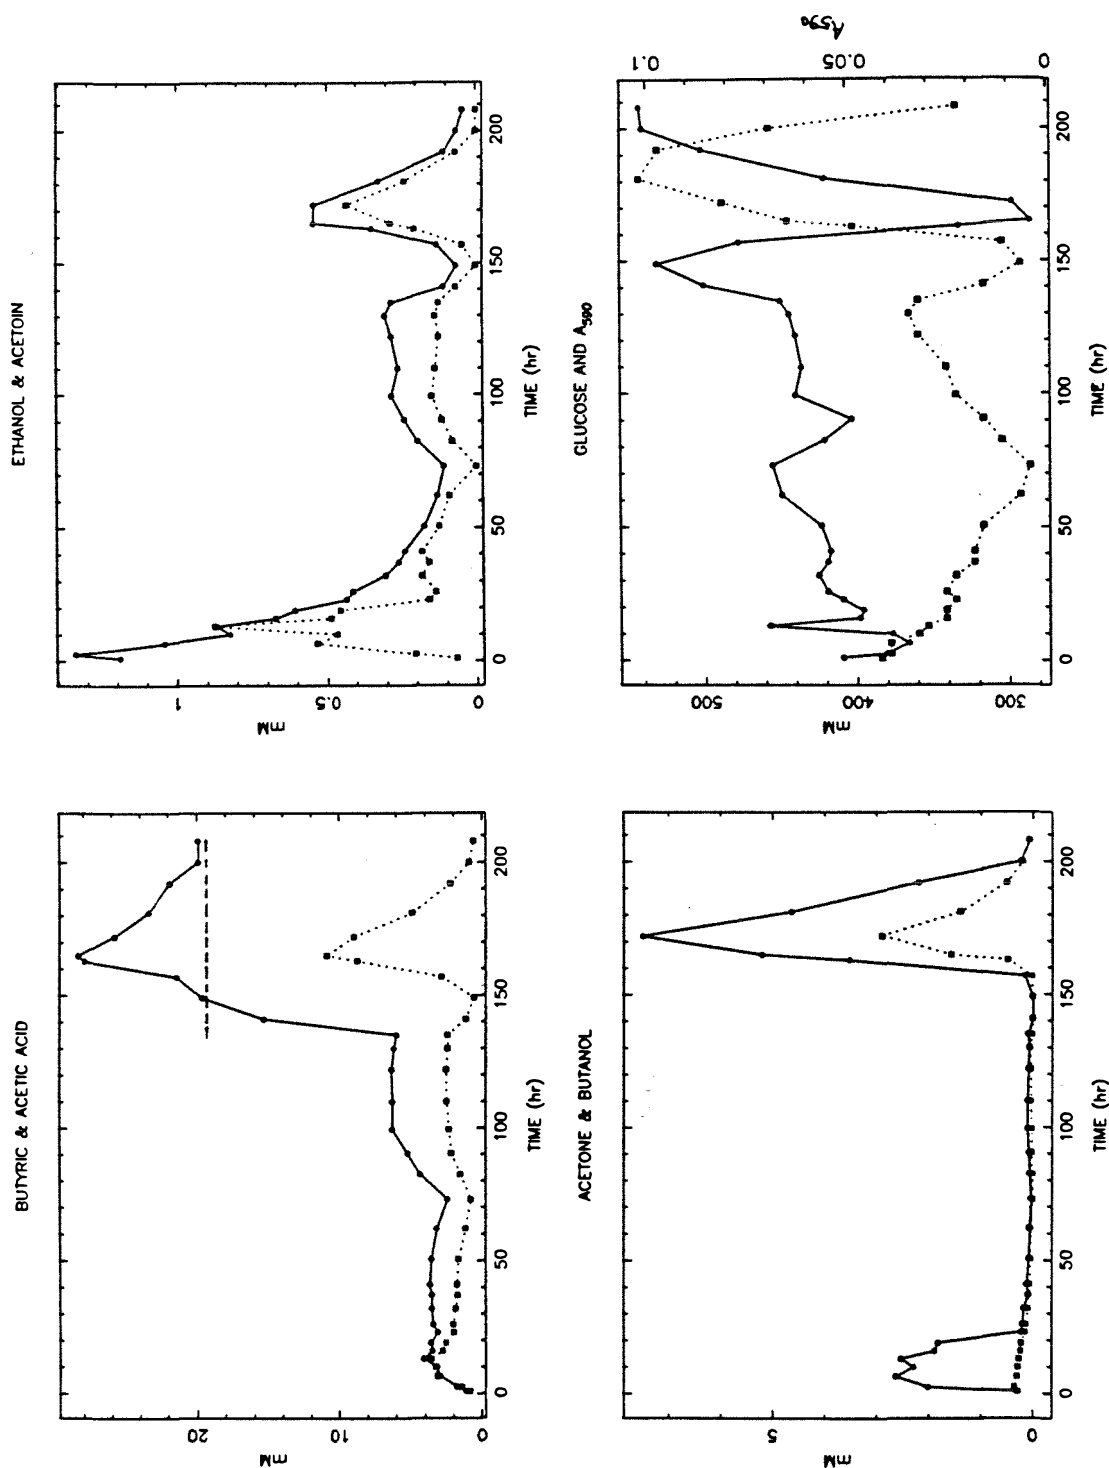 BUTYRIC & ACETIC ACID
mM
20
10
0
0 50 100 150 200
TIME (hr)
ETHANOL & ACETOIN
mM
1
0.5
0
0 50 100 150 200
TIME (hr)
ACETONE & BUTANOL
mM
5
0
0 50 100 150 200
TIME (hr)
GLUCOSE AND A590
mM
500
400
300
0 50 100 150 200
TIME (hr)
0.1
0.05
0
A590